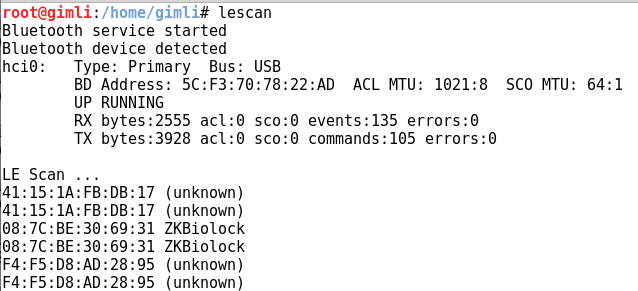 root@gimli:/home/gimli# lescan
Bluetooth service started
Bluetooth device detected
hci0:   Type: Primary  Bus: USB
        BD Address: 5C:F3:70:78:22:AD  ACL MTU: 1021:8  SCO MTU: 64:1
        UP RUNNING
        RX bytes:2555 acl:0 sco:0 events:135 errors:0
        TX bytes:3928 acl:0 sco:0 commands:105 errors:0

LE Scan ...
41:15:1A:FB:DB:17 (unknown)
41:15:1A:FB:DB:17 (unknown)
08:7C:BE:30:69:31 ZKBiolock
08:7C:BE:30:69:31 ZKBiolock
F4:F5:D8:AD:28:95 (unknown)
F4:F5:D8:AD:28:95 (unknown)